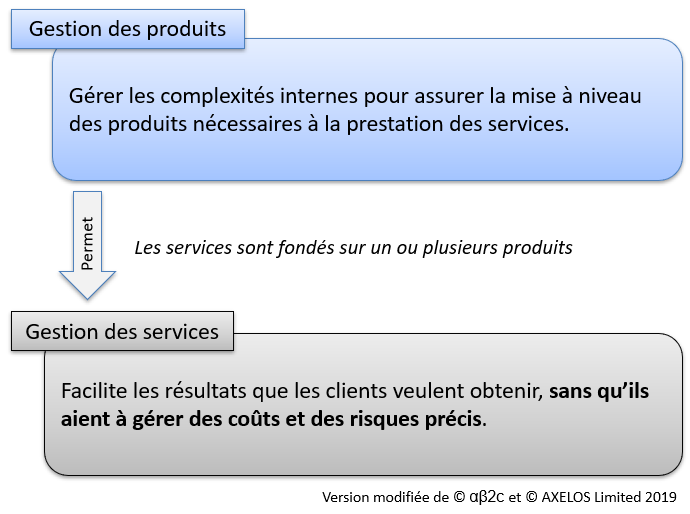 Gestion des produits
Gérer les complexités internes pour assurer la mise à niveau
des produits nécessaires à la prestation des services.
Permet
Les services sont fondés sur un ou plusieurs produits
Gestion des services
Facilite les résultats que les clients veulent obtenir, sans qu’ils
aient à gérer des coûts et des risques précis.
Version modifiée de © αβ2c et © AXELOS Limited 2019